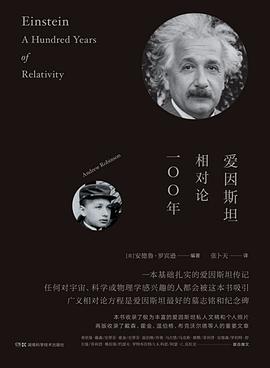 Einstein
A Hundred Years
of
Relativity
Andrew Robinson
爱因斯坦
相对论
一〇〇年
[英]安德鲁·罗宾逊——编著 张卜天——译
一本基础扎实的爱因斯坦传记
任何对宇宙、科学或物理学感兴趣的人都会被这本书吸引
广义相对论方程是爱因斯坦最好的墓志铭和纪念碑
本书收录了极为丰富的爱因斯坦私人文稿和个人照片
再版收录了戴森、霍金、温伯格、布克沃尔德等人的重要文章
湖南科学技术出版社